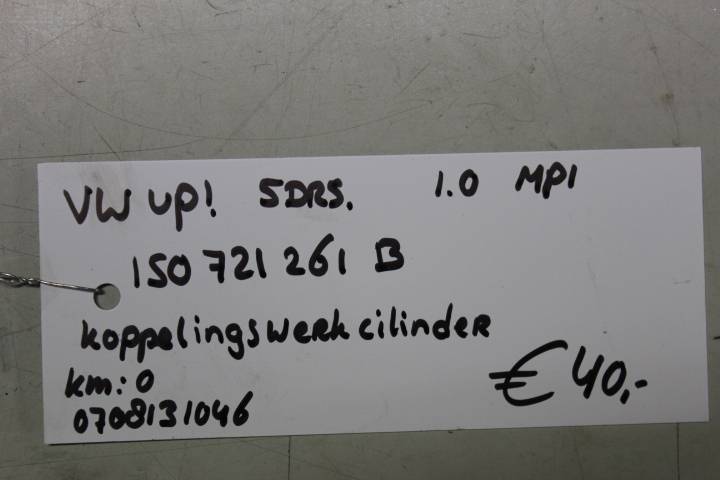 VW UP! 5DRS. 1.0 MPI
1S0 721 261 B
koppelingswerkcilinder
km: 0
0708131046
€ 40,-